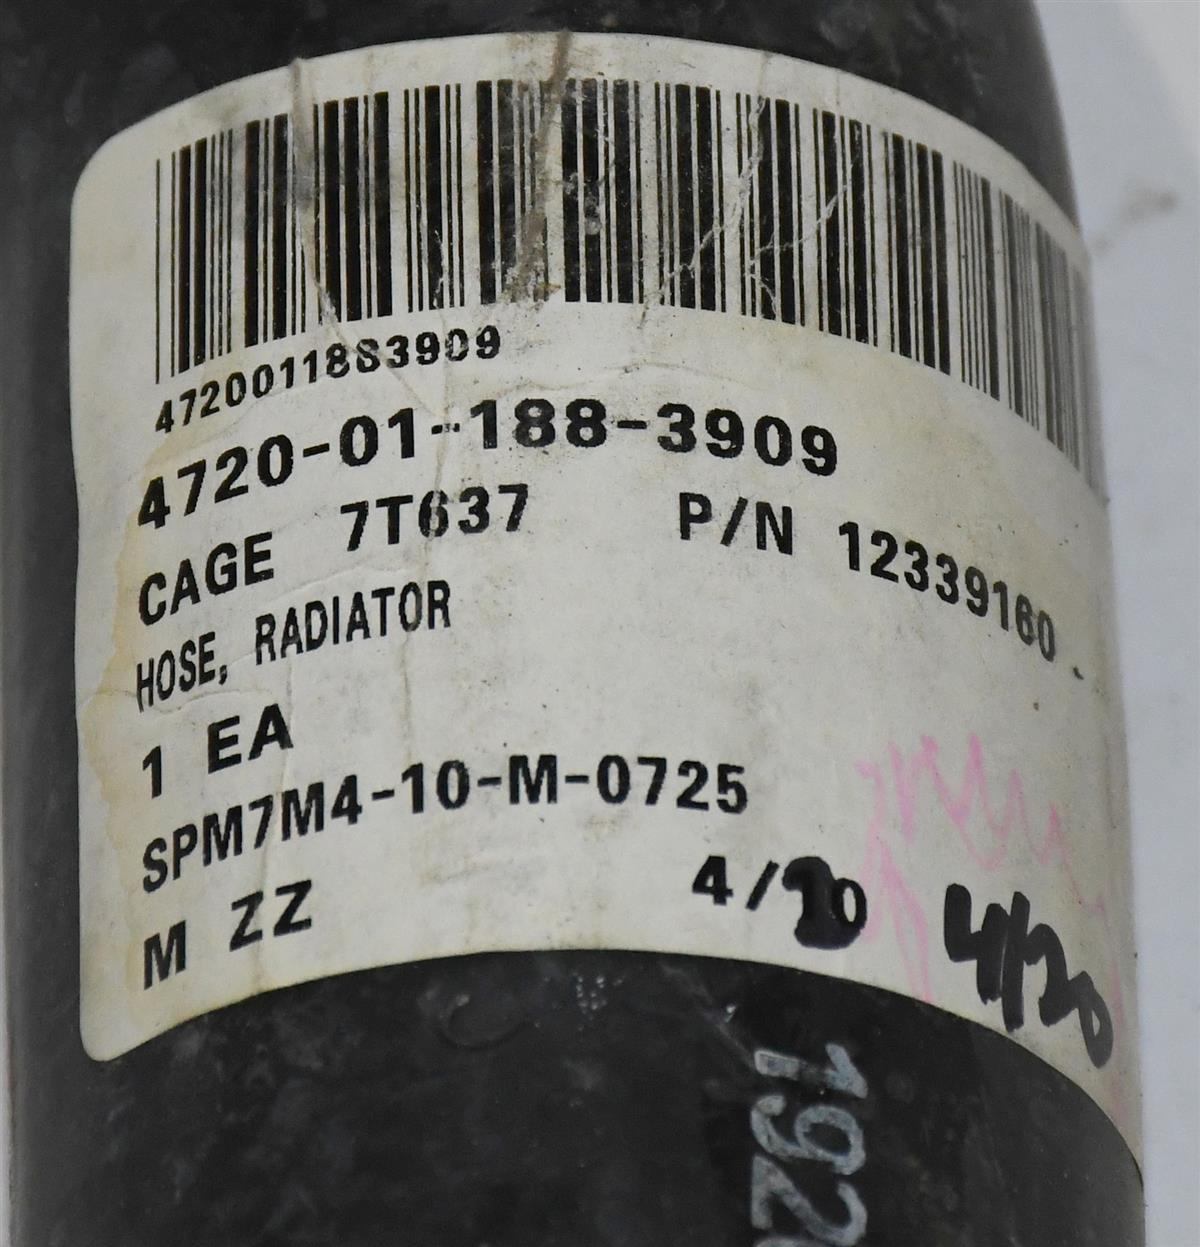 4720011883909
4720-01-188-3909
CAGE 7T637 P/N 12339160
HOSE, RADIATOR
1 EA
SPM7M4-10-M-0725
M ZZ 4/20 4/20